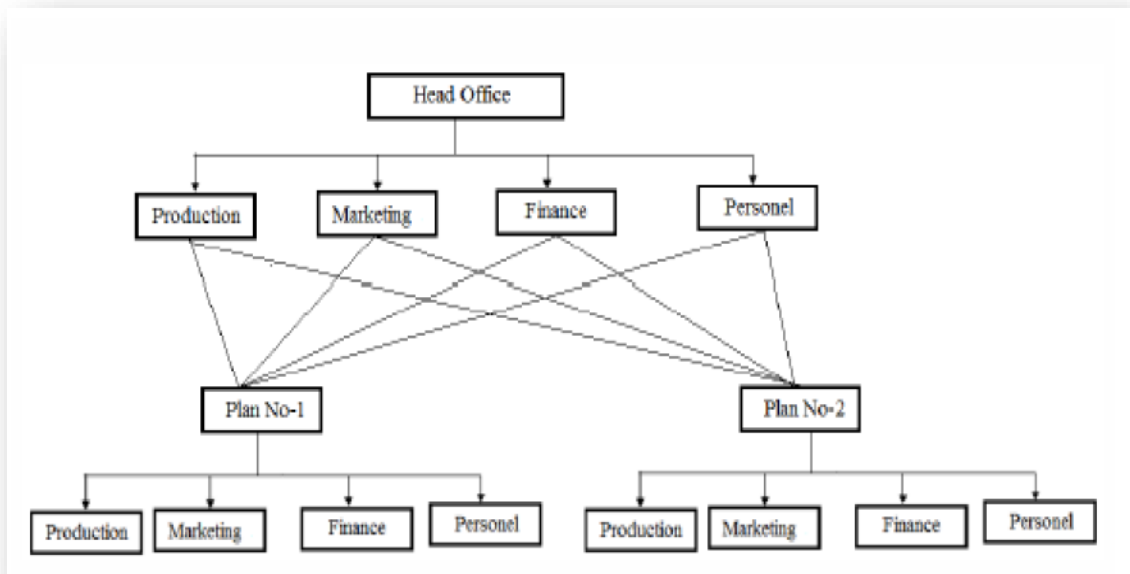 Head Office
Production
Marketing
Finance
Personel
Plan No-1
Plan No-2
Production
Marketing
Finance
Personel
Production
Marketing
Finance
Personel